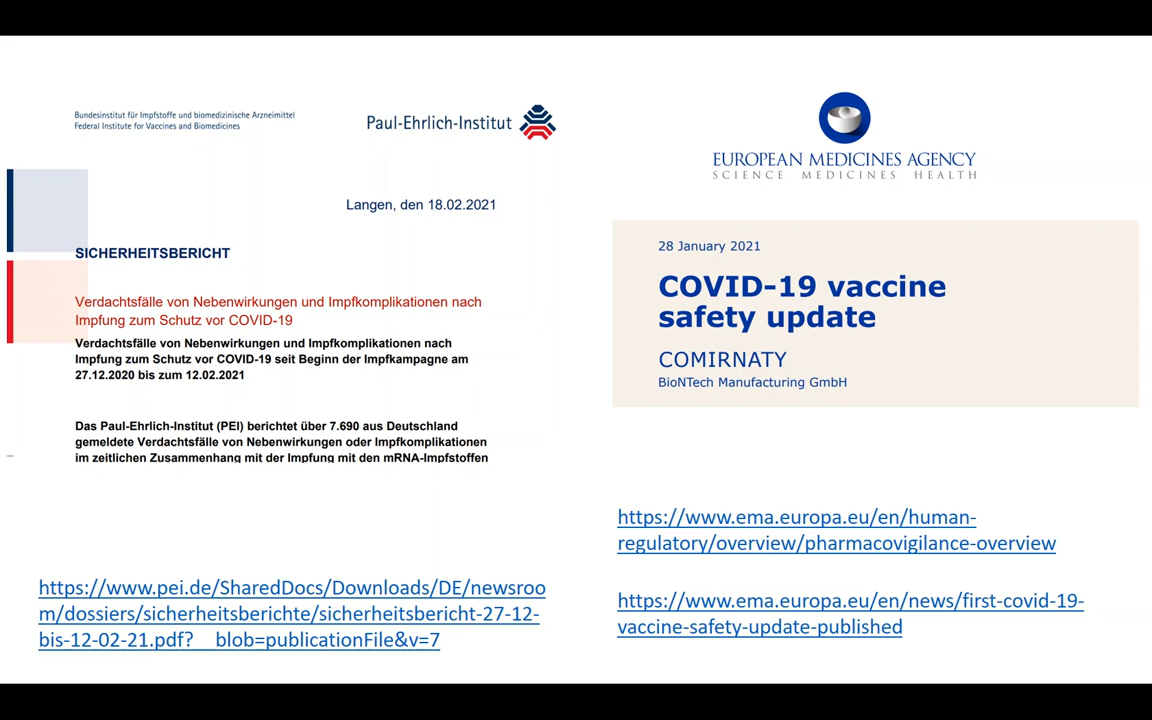 Bundesinstitut für Impfstoffe und biomedizinische Arzneimittel
Federal Institute for Vaccines and Biomedicines
Paul-Ehrlich-Institut
Langen, den 18.02.2021
SICHERHEITSBERICHT
Verdachtsfälle von Nebenwirkungen und Impfkomplikationen nach
Impfung zum Schutz vor COVID-19
Verdachtsfälle von Nebenwirkungen und Impfkomplikationen nach
Impfung zum Schutz vor COVID-19 seit Beginn der Impfkampagne am
27.12.2020 bis zum 12.02.2021
Das Paul-Ehrlich-Institut (PEI) berichtet über 7.690 aus Deutschland
gemeldete Verdachtsfälle von Nebenwirkungen oder Impfkomplikationen
im zeitlichen Zusammenhang mit der Impfung mit den mRNA-Impfstoffen
https://www.pei.de/SharedDocs/Downloads/DE/newsroo
m/dossiers/sicherheitsberichte/sicherheitsbericht-27-12-
bis-12-02-21.pdf?__blob=publicationFile&v=7
EUROPEAN MEDICINES AGENCY
SCIENCE MEDICINES HEALTH
28 January 2021
COVID-19 vaccine
safety update
COMIRNATY
BioNTech Manufacturing GmbH
https://www.ema.europa.eu/en/human-
regulatory/overview/pharmacovigilance-overview
https://www.ema.europa.eu/en/news/first-covid-19-
vaccine-safety-update-published